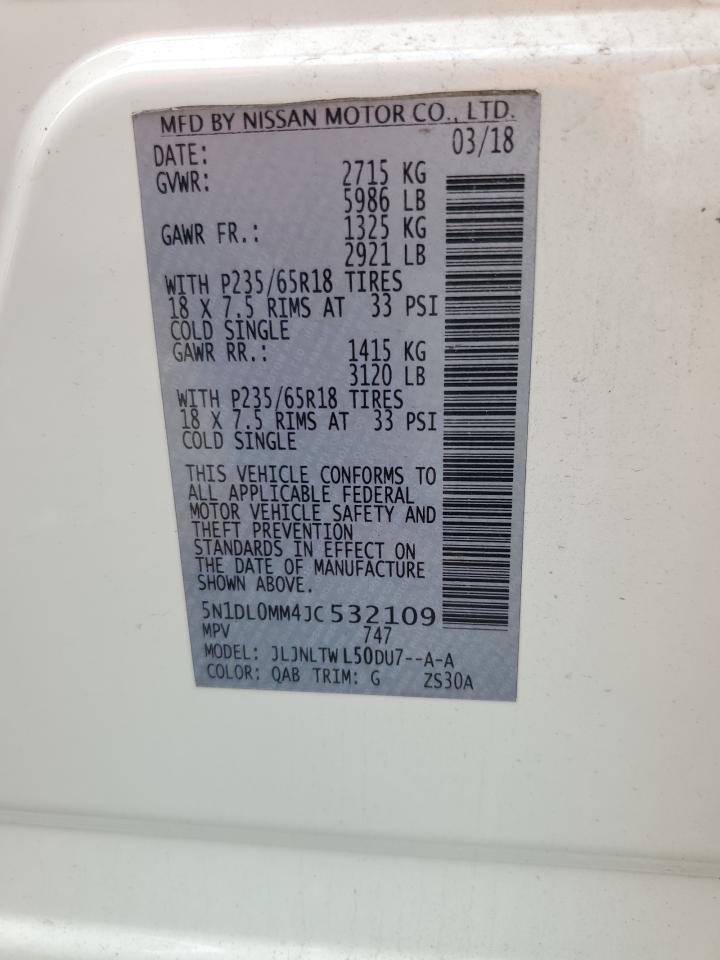 MFD BY NISSAN MOTOR CO., LTD.
DATE: 03/18
GVWR: 2715 KG
5986 LB
GAWR FR.: 1325 KG
2921 LB
WITH P235/65R18 TIRES
18 X 7.5 RIMS AT 33 PSI
COLD SINGLE
GAWR RR.: 1415 KG
3120 LB
WITH P235/65R18 TIRES
18 X 7.5 RIMS AT 33 PSI
COLD SINGLE
THIS VEHICLE CONFORMS TO
ALL APPLICABLE FEDERAL
MOTOR VEHICLE SAFETY AND
THEFT PREVENTION
STANDARDS IN EFFECT ON
THE DATE OF MANUFACTURE
SHOWN ABOVE.
5N1DL0MM4JC532109
MPV 747
MODEL: JLJNLTWL50DU7--A-A
COLOR: QAB TRIM: G ZS30A